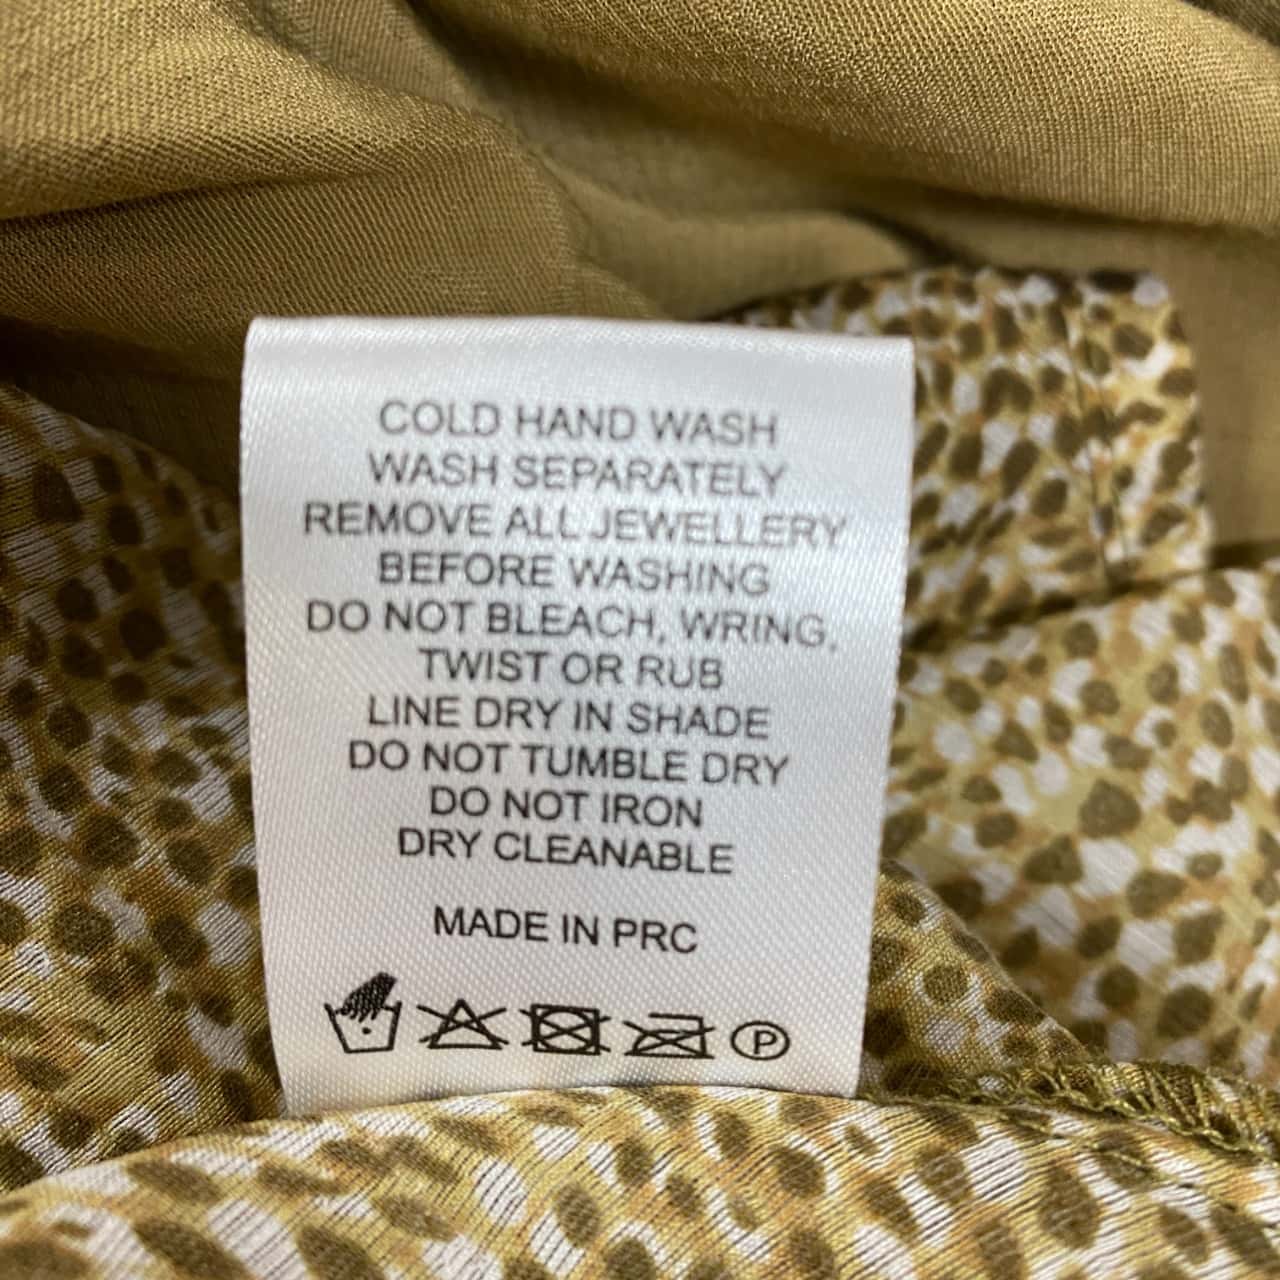 COLD HAND WASH
WASH SEPARATELY
REMOVE ALL JEWELLERY
BEFORE WASHING
DO NOT BLEACH, WRING,
TWIST OR RUB
LINE DRY IN SHADE
DO NOT TUMBLE DRY
DO NOT IRON
DRY CLEANABLE
MADE IN PRC
P